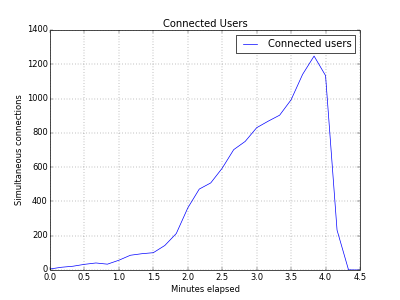 Connected Users
1400
1200
1000
800
600
400
200
0
Simultaneous connections
Connected users
0.0 0.5 1.0 1.5 2.0 2.5 3.0 3.5 4.0 4.5
Minutes elapsed